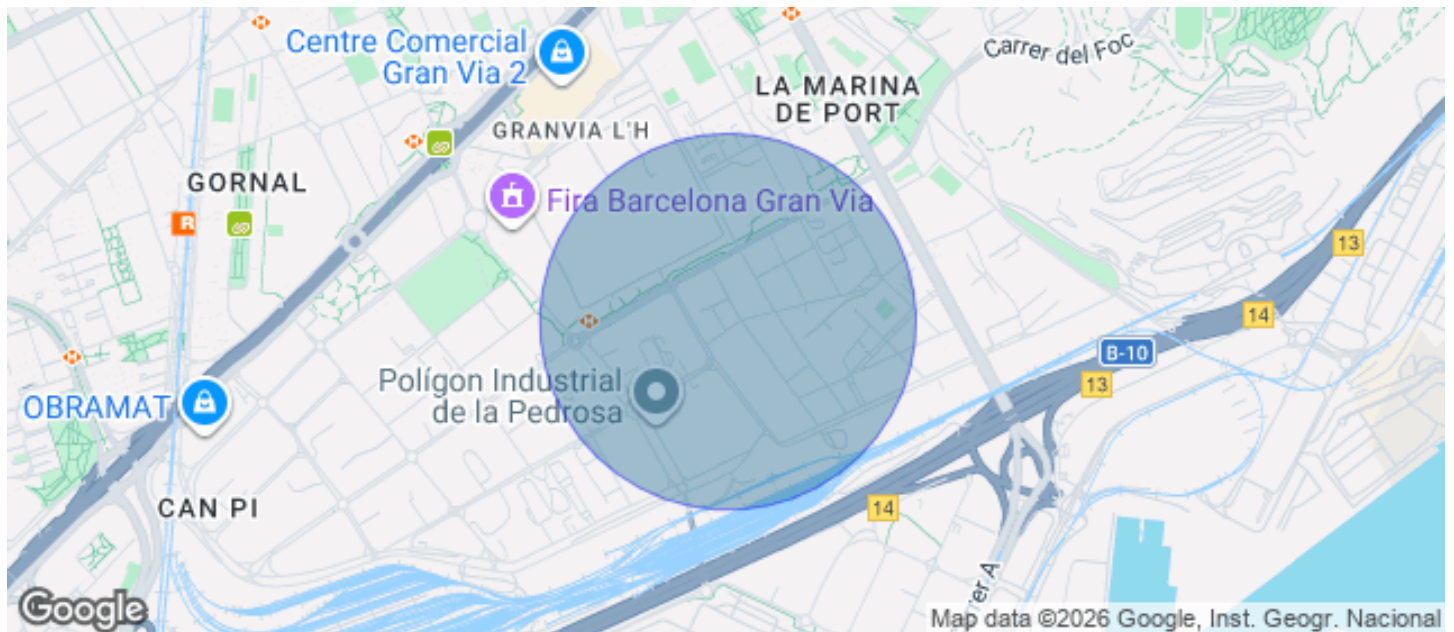 Centre Comercial
Gran Via 2
Carrer del Foc
LA MARINA
DE PORT
GRANVIA L'H
GORNAL
R
Fira Barcelona Gran Via
13
14
B-10
13
Polígon Industrial
de la Pedrosa
OBRAMAT
CAN PI
14
er A
Google
Map data ©2026 Google, Inst. Geogr. Nacional